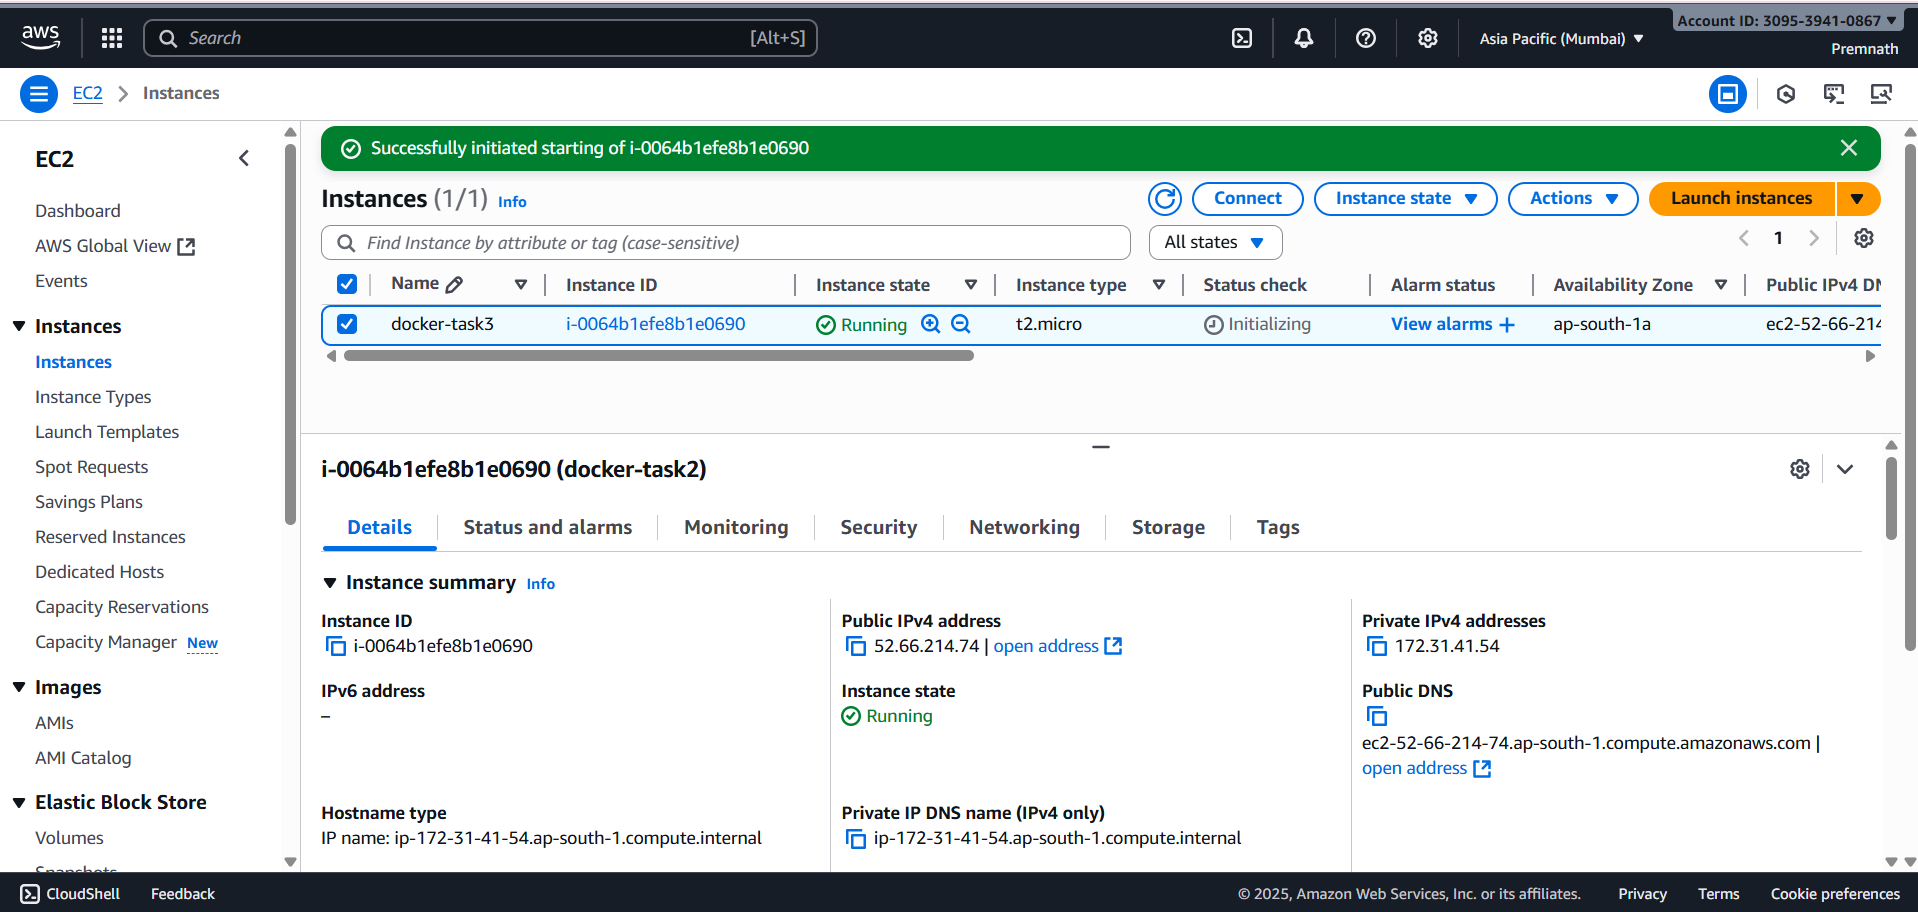 aws
Search
[Alt+S]
Asia Pacific (Mumbai)
Account ID: 3095-3941-0867
Premnath
EC2
Instances
EC2
Dashboard
AWS Global View
Events
Instances
Instances
Instance Types
Launch Templates
Spot Requests
Savings Plans
Reserved Instances
Dedicated Hosts
Capacity Reservations
Capacity Manager New
Images
AMIs
AMI Catalog
Elastic Block Store
Volumes
Snapshots
Successfully initiated starting of i-0064b1efe8b1e0690
Instances (1/1) Info
Connect
Instance state
Actions
Launch instances
Find Instance by attribute or tag (case-sensitive)
All states
1
Name Instance ID Instance state Instance type Status check Alarm status Availability Zone Public IPv4 DN
docker-task3 i-0064b1efe8b1e0690 Running t2.micro Initializing View alarms + ap-south-1a ec2-52-66-214
i-0064b1efe8b1e0690 (docker-task2)
Details Status and alarms Monitoring Security Networking Storage Tags
Instance summary Info
Instance ID
i-0064b1efe8b1e0690
Public IPv4 address
52.66.214.74 | open address
Private IPv4 addresses
172.31.41.54
IPv6 address
–
Instance state
Running
Public DNS
ec2-52-66-214-74.ap-south-1.compute.amazonaws.com |
open address
Hostname type
IP name: ip-172-31-41-54.ap-south-1.compute.internal
Private IP DNS name (IPv4 only)
ip-172-31-41-54.ap-south-1.compute.internal
CloudShell Feedback
© 2025, Amazon Web Services, Inc. or its affiliates. Privacy Terms Cookie preferences